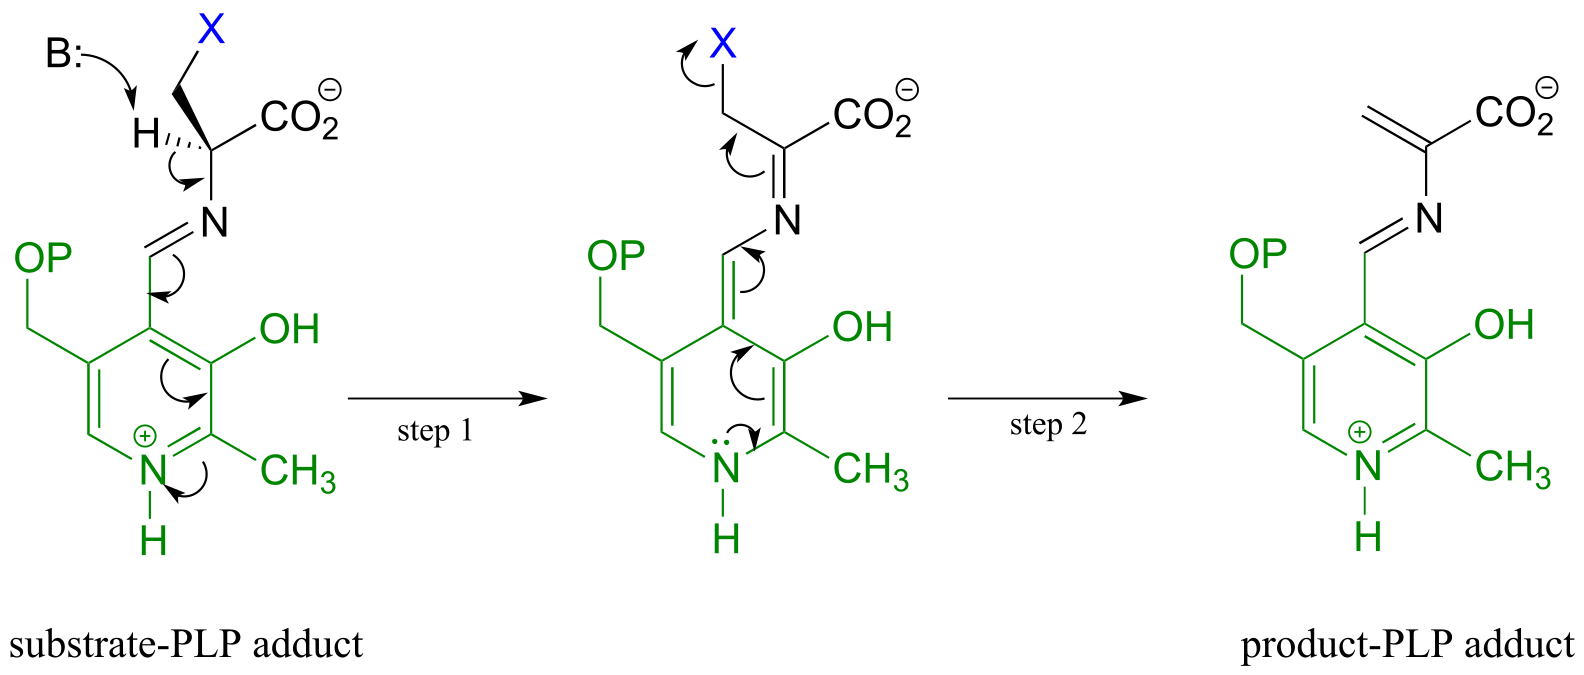 B:
X
H
CO2⊖
N
OP
OH
⊕
N
H
CH3
step 1
X
CO2⊖
N
OP
OH
N
H
CH3
step 2
CO2⊖
N
OP
OH
⊕
N
H
CH3
substrate-PLP adduct
product-PLP adduct